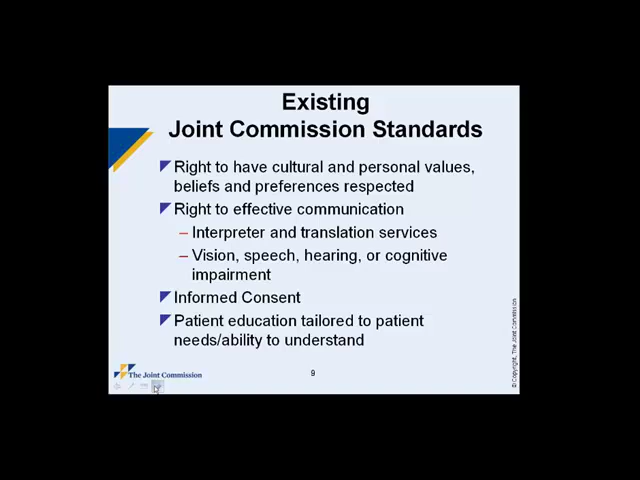 Existing
Joint Commission Standards
Right to have cultural and personal values,
beliefs and preferences respected
Right to effective communication
– Interpreter and translation services
– Vision, speech, hearing, or cognitive
impairment
Informed Consent
Patient education tailored to patient
needs/ability to understand
The Joint Commission
9
© Copyright, The Joint Commission